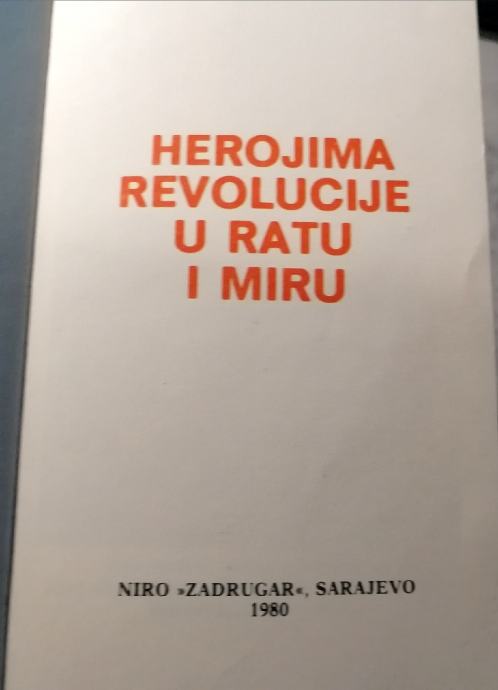 HEROJIMA
REVOLUCIJE
U RATU
I MIRU
NIRO »ZADRUGAR«, SARAJEVO
1980